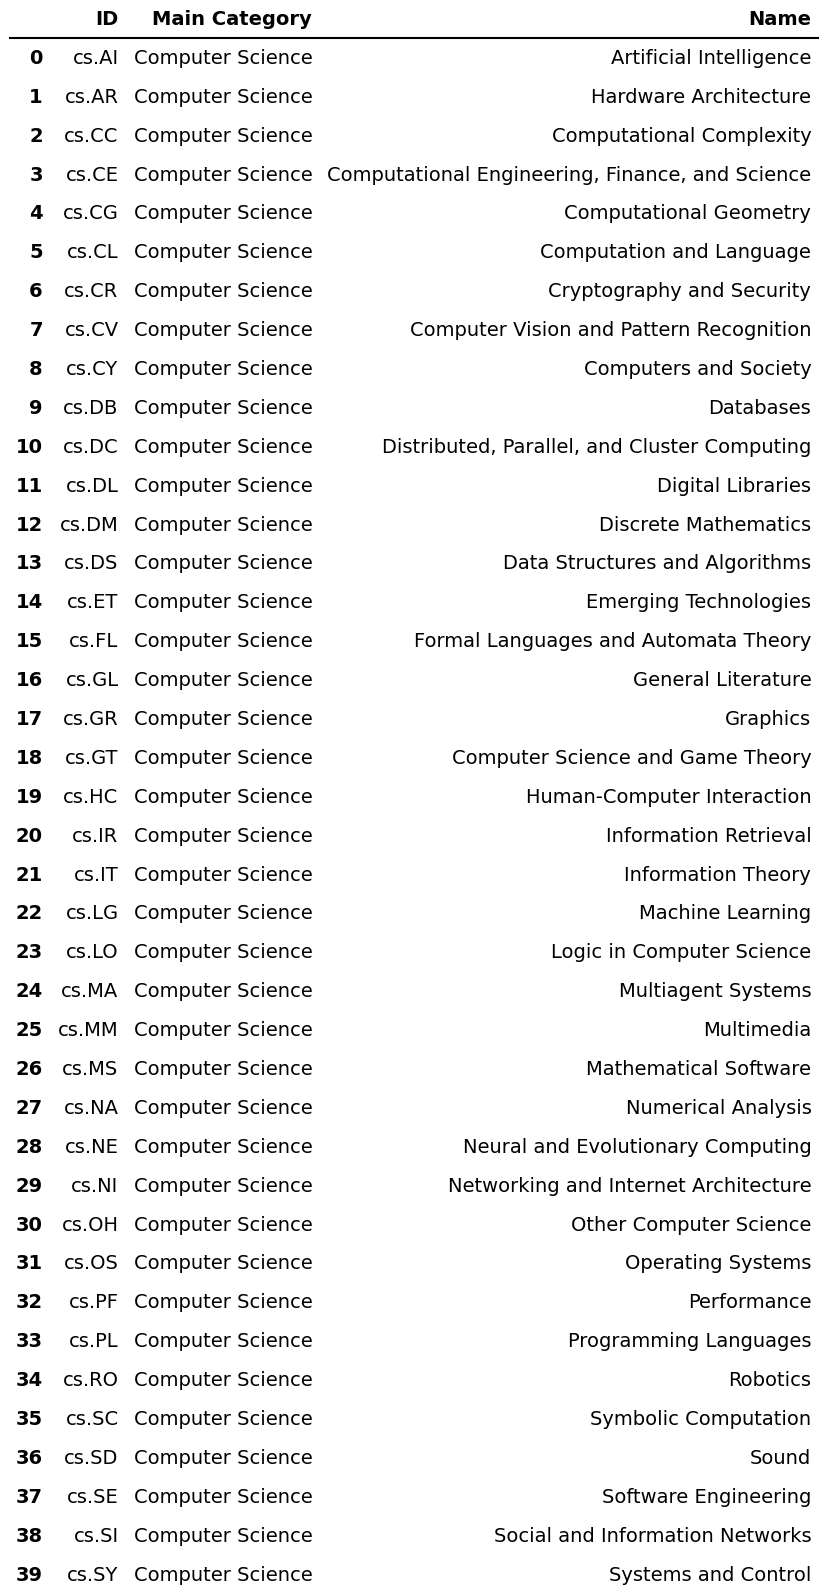 ID Main Category Name
0 cs.AI Computer Science Artificial Intelligence
1 cs.AR Computer Science Hardware Architecture
2 cs.CC Computer Science Computational Complexity
3 cs.CE Computer Science Computational Engineering, Finance, and Science
4 cs.CG Computer Science Computational Geometry
5 cs.CL Computer Science Computation and Language
6 cs.CR Computer Science Cryptography and Security
7 cs.CV Computer Science Computer Vision and Pattern Recognition
8 cs.CY Computer Science Computers and Society
9 cs.DB Computer Science Databases
10 cs.DC Computer Science Distributed, Parallel, and Cluster Computing
11 cs.DL Computer Science Digital Libraries
12 cs.DM Computer Science Discrete Mathematics
13 cs.DS Computer Science Data Structures and Algorithms
14 cs.ET Computer Science Emerging Technologies
15 cs.FL Computer Science Formal Languages and Automata Theory
16 cs.GL Computer Science General Literature
17 cs.GR Computer Science Graphics
18 cs.GT Computer Science Computer Science and Game Theory
19 cs.HC Computer Science Human-Computer Interaction
20 cs.IR Computer Science Information Retrieval
21 cs.IT Computer Science Information Theory
22 cs.LG Computer Science Machine Learning
23 cs.LO Computer Science Logic in Computer Science
24 cs.MA Computer Science Multiagent Systems
25 cs.MM Computer Science Multimedia
26 cs.MS Computer Science Mathematical Software
27 cs.NA Computer Science Numerical Analysis
28 cs.NE Computer Science Neural and Evolutionary Computing
29 cs.NI Computer Science Networking and Internet Architecture
30 cs.OH Computer Science Other Computer Science
31 cs.OS Computer Science Operating Systems
32 cs.PF Computer Science Performance
33 cs.PL Computer Science Programming Languages
34 cs.RO Computer Science Robotics
35 cs.SC Computer Science Symbolic Computation
36 cs.SD Computer Science Sound
37 cs.SE Computer Science Software Engineering
38 cs.SI Computer Science Social and Information Networks
39 cs.SY Computer Science Systems and Control